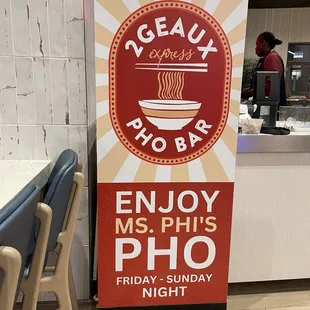 2GEAUX
express
PHO BAR
ENJOY
MS. PHI'S
PHO
FRIDAY - SUNDAY
NIGHT